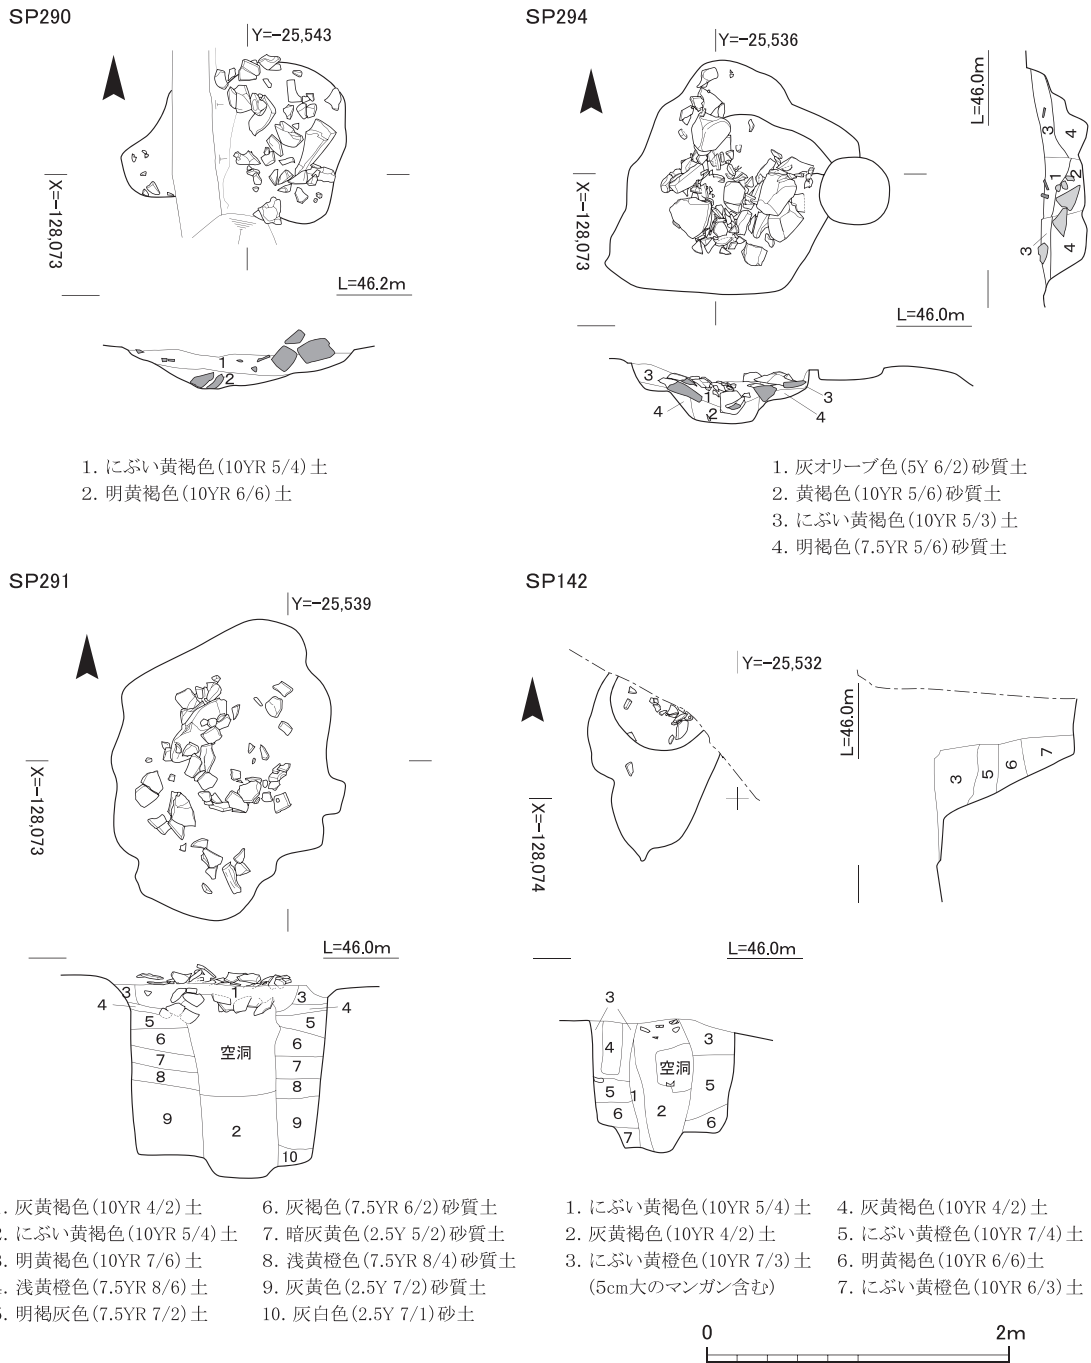 SP290
Y=-25,543
X=-128,073
L=46.2m
1
2
1. にぶい黄褐色(10YR 5/4)土
2. 明黄褐色(10YR 6/6)土
SP294
Y=-25,536
X=-128,073
L=46.0m
3
4
1
2
3
4
L=46.0m
3
1
4
2
3
4
1. 灰オリーブ色(5Y 6/2)砂質土
2. 黄褐色(10YR 5/6)砂質土
3. にぶい黄褐色(10YR 5/3)土
4. 明褐色(7.5YR 5/6)砂質土
SP291
Y=-25,539
X=-128,073
L=46.0m
3 1 3
4 4
5 5
6 空洞 6
7 7
8 8
9 2 9
10
. 灰黄褐色(10YR 4/2)土
. にぶい黄褐色(10YR 5/4)土
. 明黄褐色(10YR 7/6)土
. 浅黄橙色(7.5YR 8/6)土
. 明褐灰色(7.5YR 7/2)土
6. 灰褐色(7.5YR 6/2)砂質土
7. 暗灰黄色(2.5Y 5/2)砂質土
8. 浅黄橙色(7.5YR 8/4)砂質土
9. 灰黄色(2.5Y 7/2)砂質土
10. 灰白色(2.5Y 7/1)砂土
SP142
Y=-25,532
X=-128,074
L=46.0m
3 5 6 7
L=46.0m
3
4 3
空洞
5 1 5
6 2 6
7
1. にぶい黄褐色(10YR 5/4)土
2. 灰黄褐色(10YR 4/2)土
3. にぶい黄橙色(10YR 7/3)土
(5cm大のマンガン含む)
4. 灰黄褐色(10YR 4/2)土
5. にぶい黄橙色(10YR 7/4)土
6. 明黄褐色(10YR 6/6)土
7. にぶい黄橙色(10YR 6/3)土
0 2m